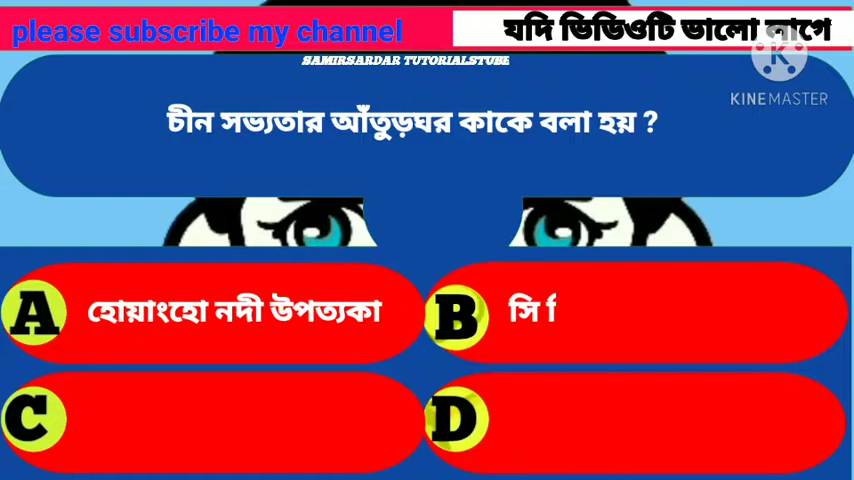 please subscribe my channel
যদি ভিডিওটি ভালো লাগে
SAMIRSARDAR TUTORIALSTUBE
K
KINEMASTER
চীন সভ্যতার আঁতুড়ঘর কাকে বলা হয় ?
A হোয়াংহো নদী উপত্যকা
B সি
C
D